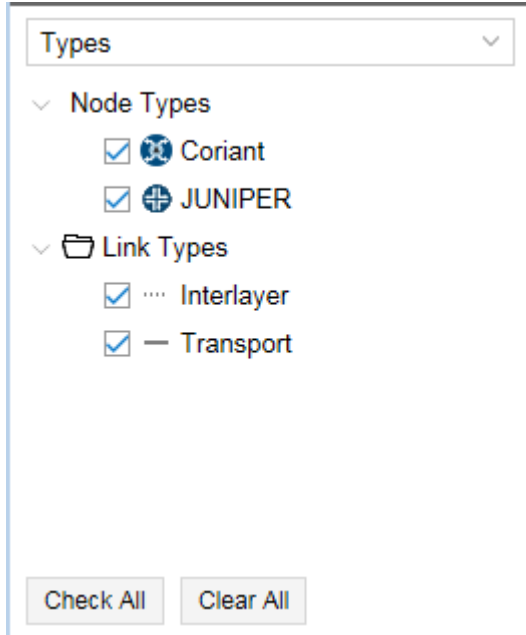 Types
Node Types
Coriant
JUNIPER
Link Types
Interlayer
Transport
Check All Clear All